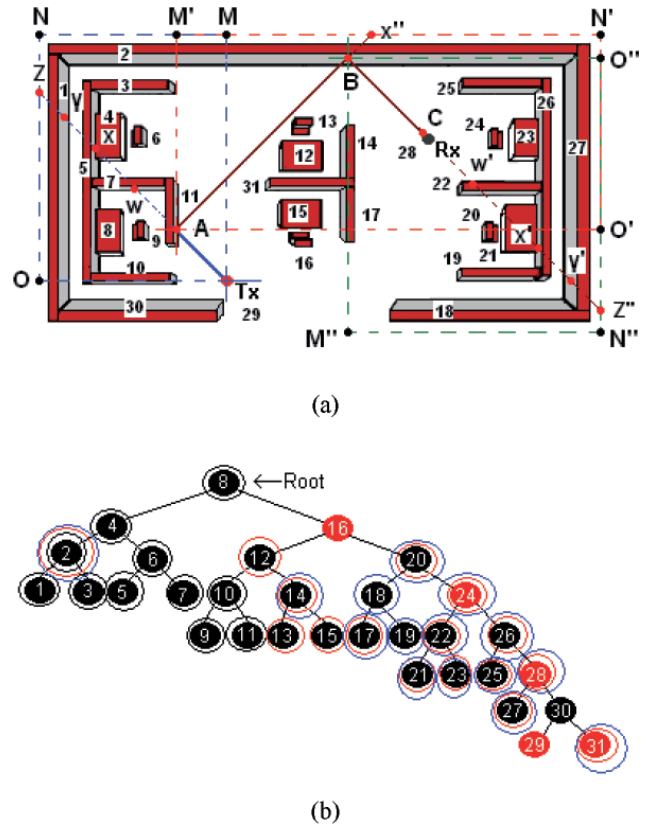 N M' M x'' N'
2 B O''
Z 1 y 3 25 26
4 X 6 13 14 C 24 23 27
5 12 28 Rx
7 w 11 31 22 w'
8 9 A 15 17 20 x' O'
10 16 21 19 y'
O Tx
30 29 18 Z''
M'' N''
(a)
8 ←Root
4 16
2 6 12 20
1 3 5 7 10 14 18 24
9 11 13 15 17 19 22 26
21 23 25 28
27 30
29 31
(b)